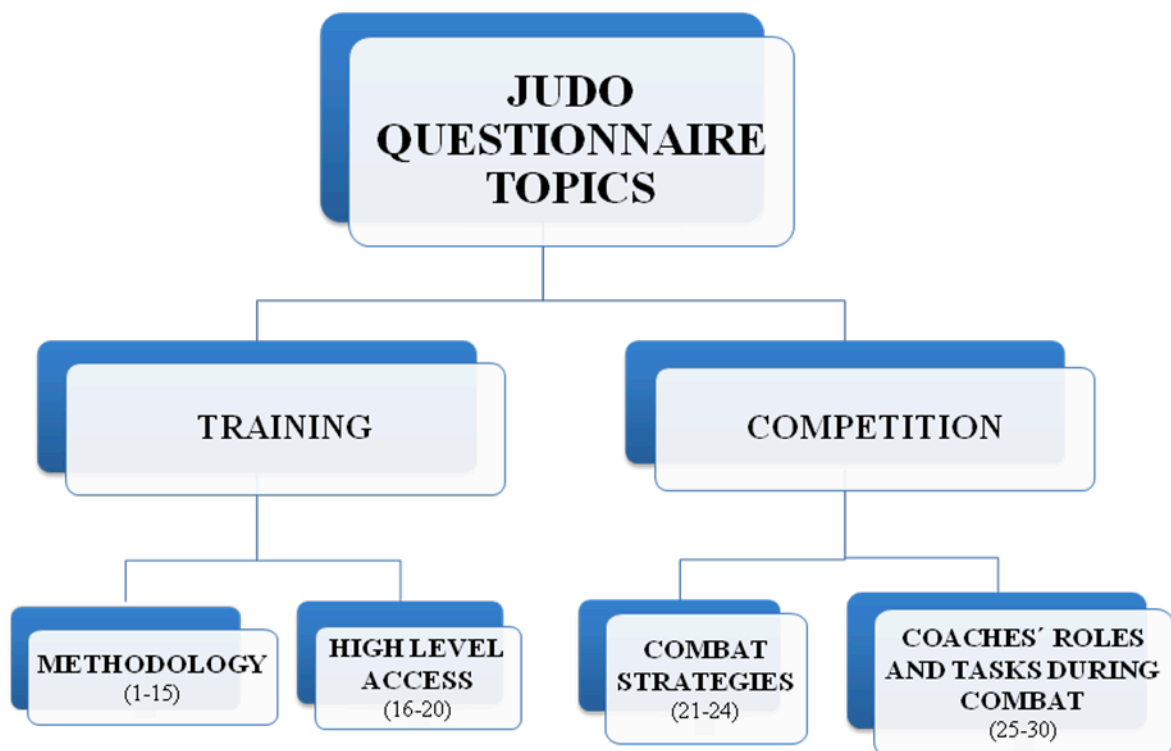 JUDO
QUESTIONNAIRE
TOPICS
TRAINING
COMPETITION
METHODOLOGY
(1-15)
HIGH LEVEL
ACCESS
(16-20)
COMBAT
STRATEGIES
(21-24)
COACHES´ ROLES
AND TASKS DURING
COMBAT
(25-30)